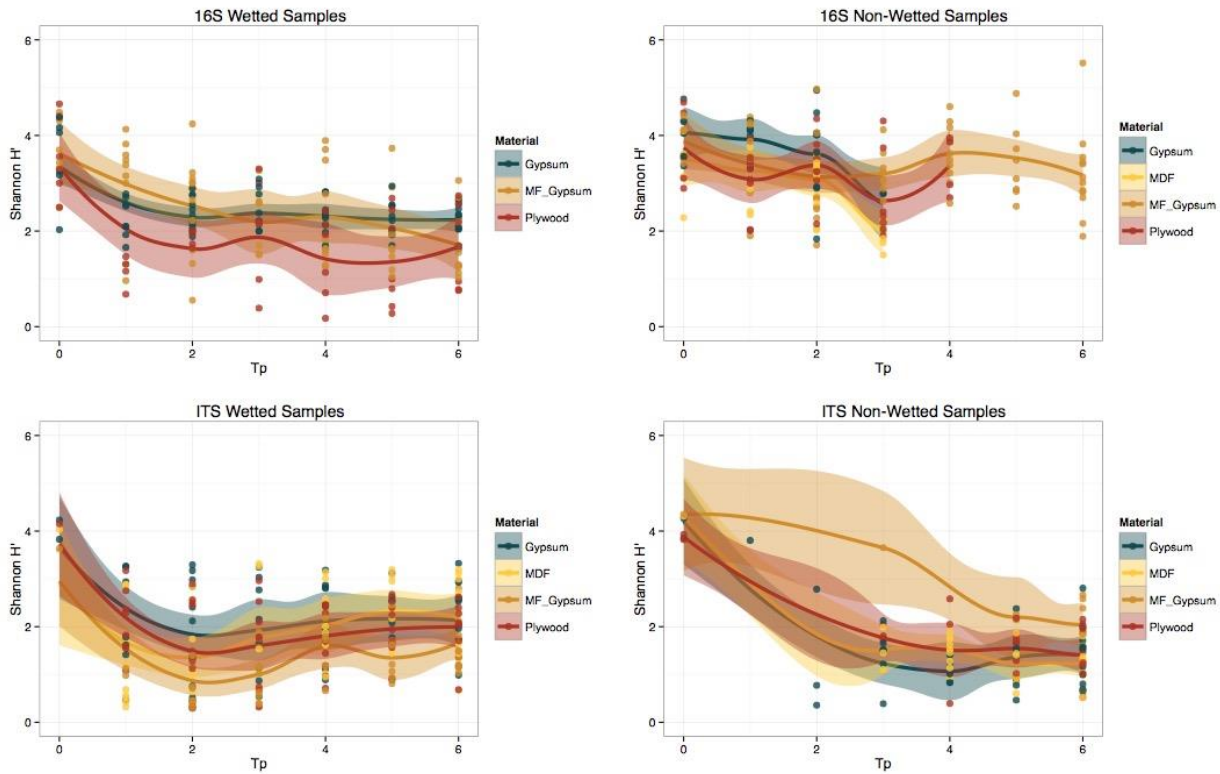 16S Wetted Samples
6
4
2
0
Shannon H'
0
2
4
6
Tp
Material
Gypsum
MF_Gypsum
Plywood
16S Non-Wetted Samples
6
4
2
0
Shannon H'
0
2
4
6
Tp
Material
Gypsum
MDF
MF_Gypsum
Plywood
ITS Wetted Samples
6
4
2
0
Shannon H'
0
2
4
6
Tp
Material
Gypsum
MDF
MF_Gypsum
Plywood
ITS Non-Wetted Samples
6
4
2
0
Shannon H'
0
2
4
6
Tp
Material
Gypsum
MDF
MF_Gypsum
Plywood